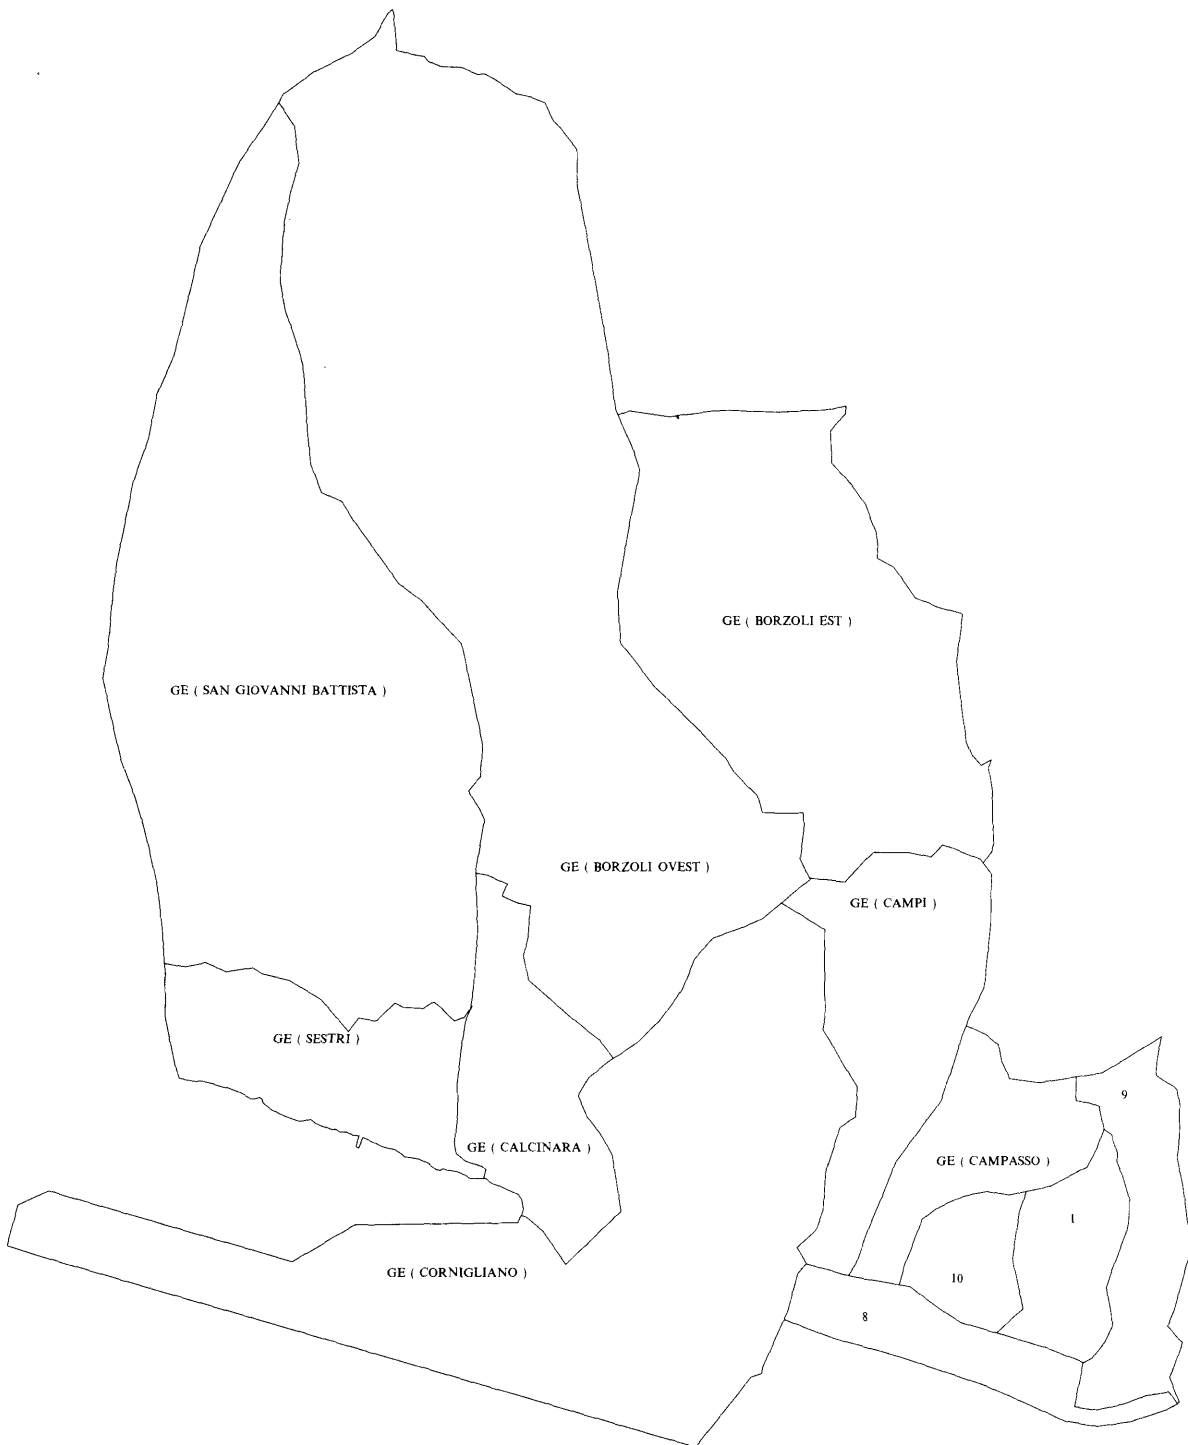 GE ( BORZOLI EST )
GE ( SAN GIOVANNI BATTISTA )
GE ( BORZOLI OVEST )
GE ( CAMPI )
GE ( SESTRI )
9
GE ( CALCINARA )
GE ( CAMPASSO )
1
GE ( CORNIGLIANO )
10
8